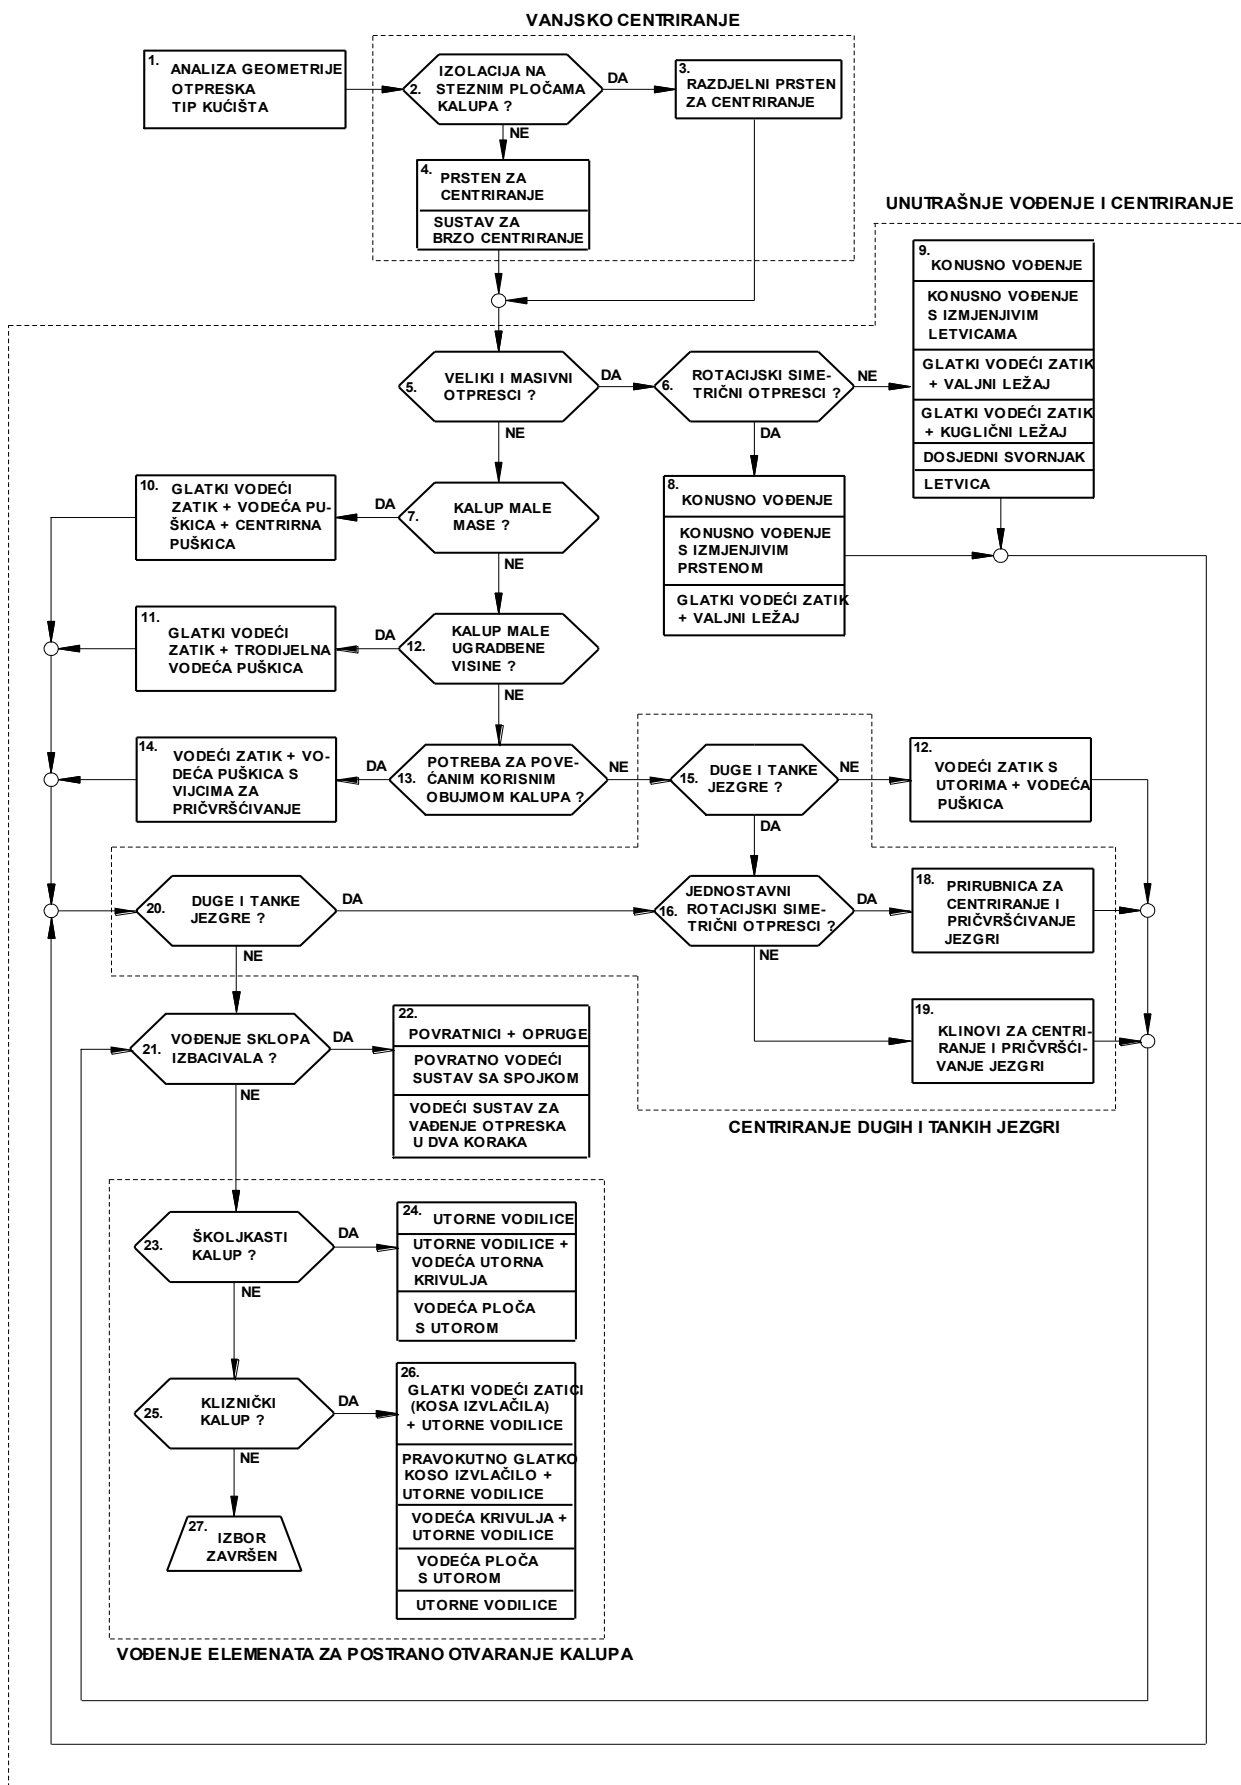 VANJSKO CENTRIRANJE
1.
ANALIZA GEOMETRIJE
OTPRESKA
TIP KUĆIŠTA
IZOLACIJA NA
STEZNIM PLOČAMA
2.
KALUPA ?
DA
NE
3.
RAZDJELNI PRSTEN
ZA CENTRIRANJE
4.
PRSTEN ZA
CENTRIRANJE
SUSTAV ZA
BRZO CENTRIRANJE
UNUTRAŠNJE VOĐENJE I CENTRIRANJE
5.
VELIKI I MASIVNI
OTPRESCI ?
DA
NE
6.
ROTACIJSKI SIME-
TRIČNI OTPRESCI ?
NE
DA
9.
KONUSNO VOĐENJE
KONUSNO VOĐENJE
S IZMJENJIVIM
LETVICAMA
GLATKI VODEĆI ZATIK
+ VALJNI LEŽAJ
GLATKI VODEĆI ZATIK
+ KUGLIČNI LEŽAJ
DOSJEDNI SVORNJAK
LETVICA
10.
GLATKI VODEĆI
ZATIK + VODEĆA PU-
ŠKICA + CENTRIRNA
PUŠKICA
DA
7.
KALUP MALE
MASE ?
NE
8.
KONUSNO VOĐENJE
KONUSNO VOĐENJE
S IZMJENJIVIM
PRSTENOM
GLATKI VODEĆI ZATIK
+ VALJNI LEŽAJ
11.
GLATKI VODEĆI
ZATIK + TRODIJELNA
VODEĆA PUŠKICA
DA
12.
KALUP MALE
UGRADBENE
VISINE ?
NE
14.
VODEĆI ZATIK + VO-
DEĆA PUŠKICA S
VIJCIMA ZA
PRIČVRŠĆIVANJE
DA
13.
POTREBA ZA POVE-
ĆANIM KORISNIM
OBUJMOM KALUPA ?
NE
15.
DUGE I TANKE
JEZGRE ?
NE
DA
12.
VODEĆI ZATIK S
UTORIMA + VODEĆA
PUŠKICA
20.
DUGE I TANKE
JEZGRE ?
DA
NE
16.
JEDNOSTAVNI
ROTACIJSKI SIME-
TRIČNI OTPRESCI ?
DA
NE
18.
PRIRUBNICA ZA
CENTRIRANJE I
PRIČVRŠĆIVANJE
JEZGRI
21.
VOĐENJE SKLOPA
IZBACIVALA ?
DA
NE
22.
POVRATNICI + OPRUGE
POVRATNO VODEĆI
SUSTAV SA SPOJKOM
VODEĆI SUSTAV ZA
VAĐENJE OTPRESKA
U DVA KORAKA
19.
KLINOVI ZA CENTRI-
RANJE I PRIČVRŠĆI-
VANJE JEZGRI
CENTRIRANJE DUGIH I TANKIH JEZGRI
23.
ŠKOLJKASTI
KALUP ?
DA
NE
24.
UTORNE VODILICE
UTORNE VODILICE +
VODEĆA UTORNA
KRIVULJA
VODEĆA PLOČA
S UTOROM
25.
KLIZNIČKI
KALUP ?
DA
NE
26.
GLATKI VODEĆI ZATICI
(KOSA IZVLAČILA)
+ UTORNE VODILICE
PRAVOKUTNO GLATKO
KOSO IZVLAČILO +
UTORNE VODILICE
VODEĆA KRIVULJA +
UTORNE VODILICE
VODEĆA PLOČA
S UTOROM
UTORNE VODILICE
27.
IZBOR
ZAVRŠEN
VOĐENJE ELEMENATA ZA POSTRANO OTVARANJE KALUPA